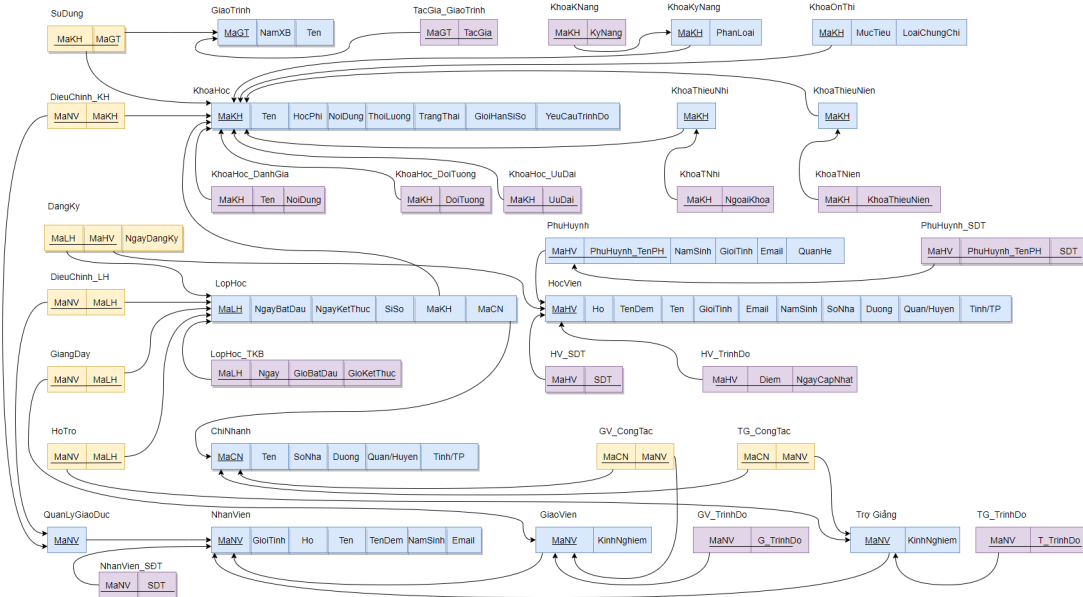 SuDung
MaKH MaGT
GiaoTrinh
MaGT NamXB Ten
TacGia_GiaoTrinh
MaGT TacGia
KhoaKNang
MaKH KyNang
KhoaKyNang
MaKH PhanLoai
KhoaOnThi
MaKH MucTieu LoaiChungChi
DieuChinh_KH
MaNV MaKH
KhoaHoc
MaKH Ten HocPhi NoiDung ThoiLuong TrangThai GioiHanSiSo YeuCauTrinhDo
KhoaThieuNhi
MaKH
KhoaThieuNien
MaKH
KhoaHoc_DanhGia
MaKH Ten NoiDung
KhoaHoc_DoiTuong
MaKH DoiTuong
KhoaHoc_UuDai
MaKH UuDai
KhoaTNhi
MaKH NgoaiKhoa
KhoaTNien
MaKH KhoaThieuNien
DangKy
MaLH MaHV NgayDangKy
PhuHuynh
MaHV PhuHuynh_TenPH NamSinh GioiTinh Email QuanHe
PhuHuynh_SDT
MaHV PhuHuynh_TenPH SDT
DieuChinh_LH
MaNV MaLH
LopHoc
MaLH NgayBatDau NgayKetThuc SiSo MaKH MaCN
HocVien
MaHV Ho TenDem Ten GioiTinh Email NamSinh SoNha Duong Quan/Huyen Tinh/TP
GiangDay
MaNV MaLH
LopHoc_TKB
MaLH Ngay GioBatDau GioKetThuc
HV_SDT
MaHV SDT
HV_TrinhDo
MaHV Diem NgayCapNhat
HoTro
MaNV MaLH
ChiNhanh
MaCN Ten SoNha Duong Quan/Huyen Tinh/TP
GV_CongTac
MaCN MaNV
TG_CongTac
MaCN MaNV
QuanLyGiaoDuc
MaNV
NhanVien
MaNV GioiTinh Ho Ten TenDem NamSinh Email
GiaoVien
MaNV KinhNghiem
GV_TrinhDo
MaNV G_TrinhDo
Trợ Giảng
MaNV KinhNghiem
TG_TrinhDo
MaNV T_TrinhDo
NhanVien_SĐT
MaNV SDT